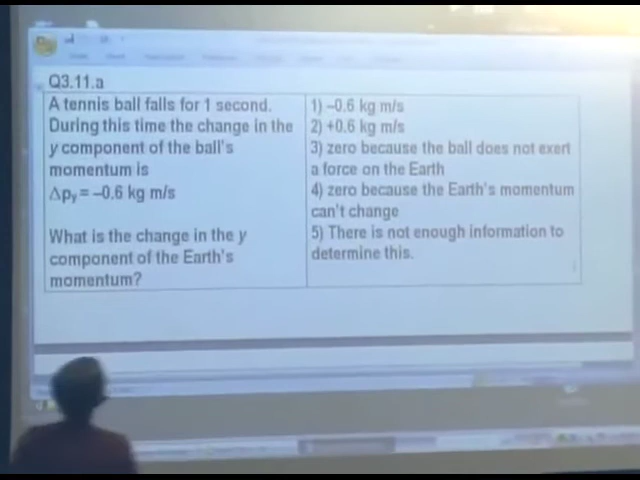 Q3.11.a
A tennis ball falls for 1 second.
During this time the change in the
y component of the ball's
momentum is
Δpy = –0.6 kg m/s
What is the change in the y
component of the Earth's
momentum?
1) –0.6 kg m/s
2) +0.6 kg m/s
3) zero because the ball does not exert
a force on the Earth
4) zero because the Earth's momentum
can't change
5) There is not enough information to
determine this.